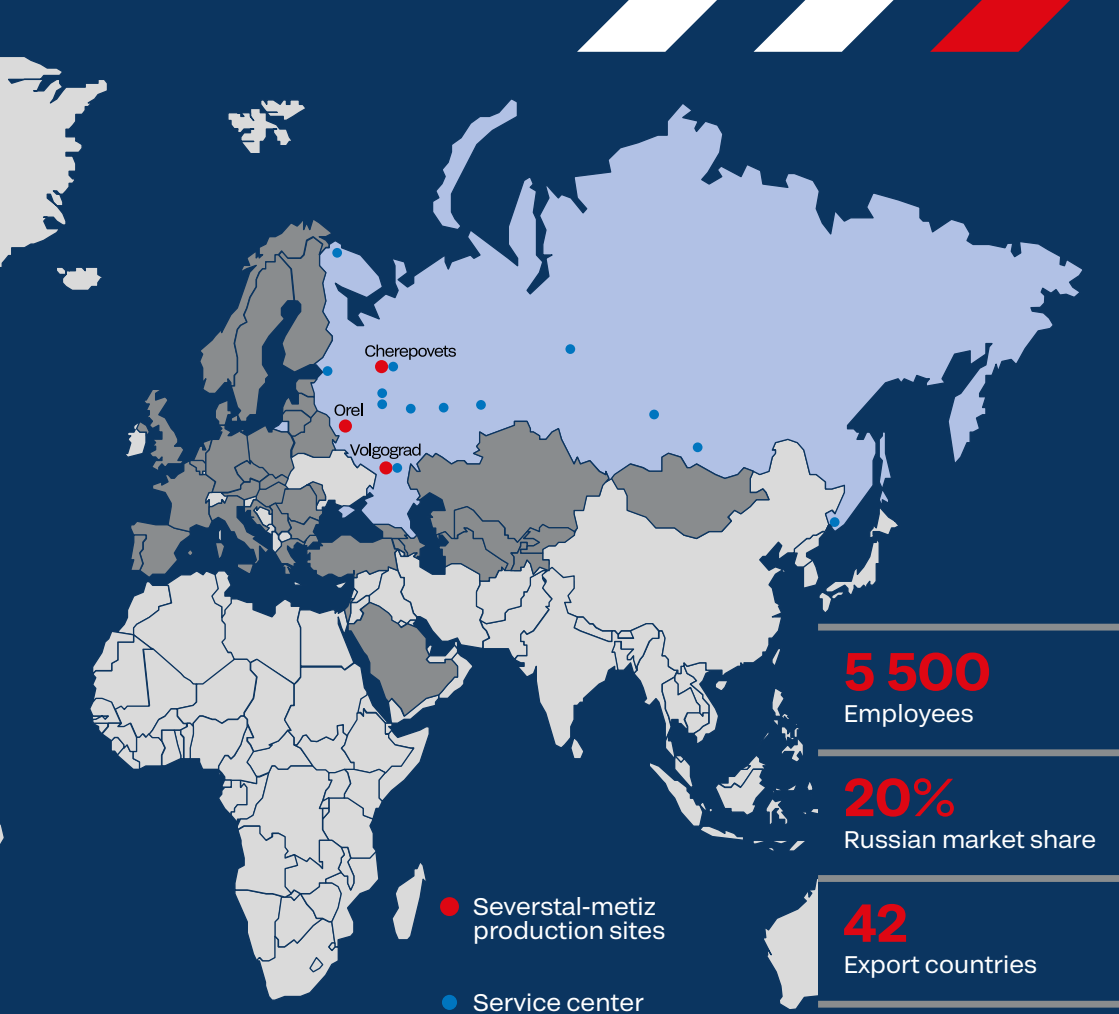 Cherepovets
Orel
Volgograd
5 500
Employees
20%
Russian market share
42
Export countries
Severstal-metiz
production sites
Service center